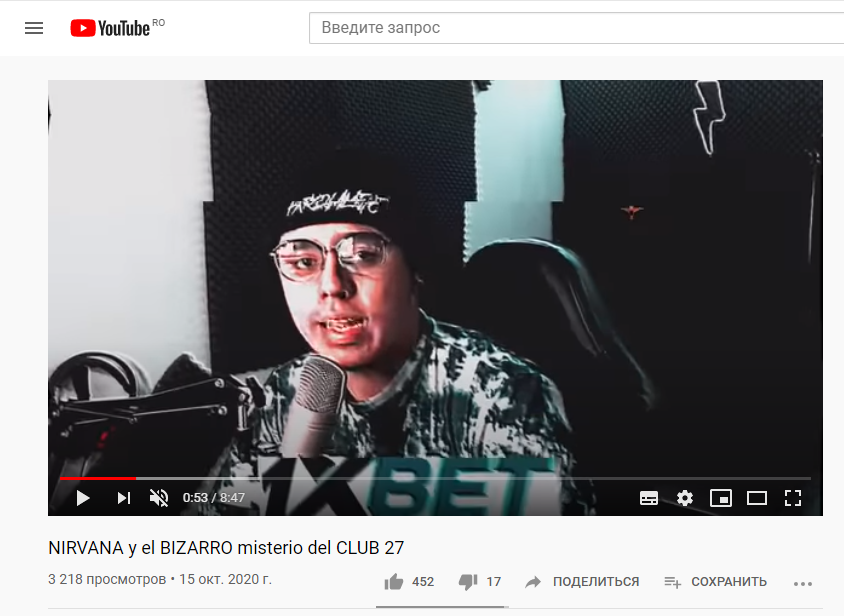 YouTube RO
Введите запрос
1XBET
0:53 / 8:47
NIRVANA y el BIZARRO misterio del CLUB 27
3 218 просмотров • 15 окт. 2020 г.
452
17
ПОДЕЛИТЬСЯ
СОХРАНИТЬ